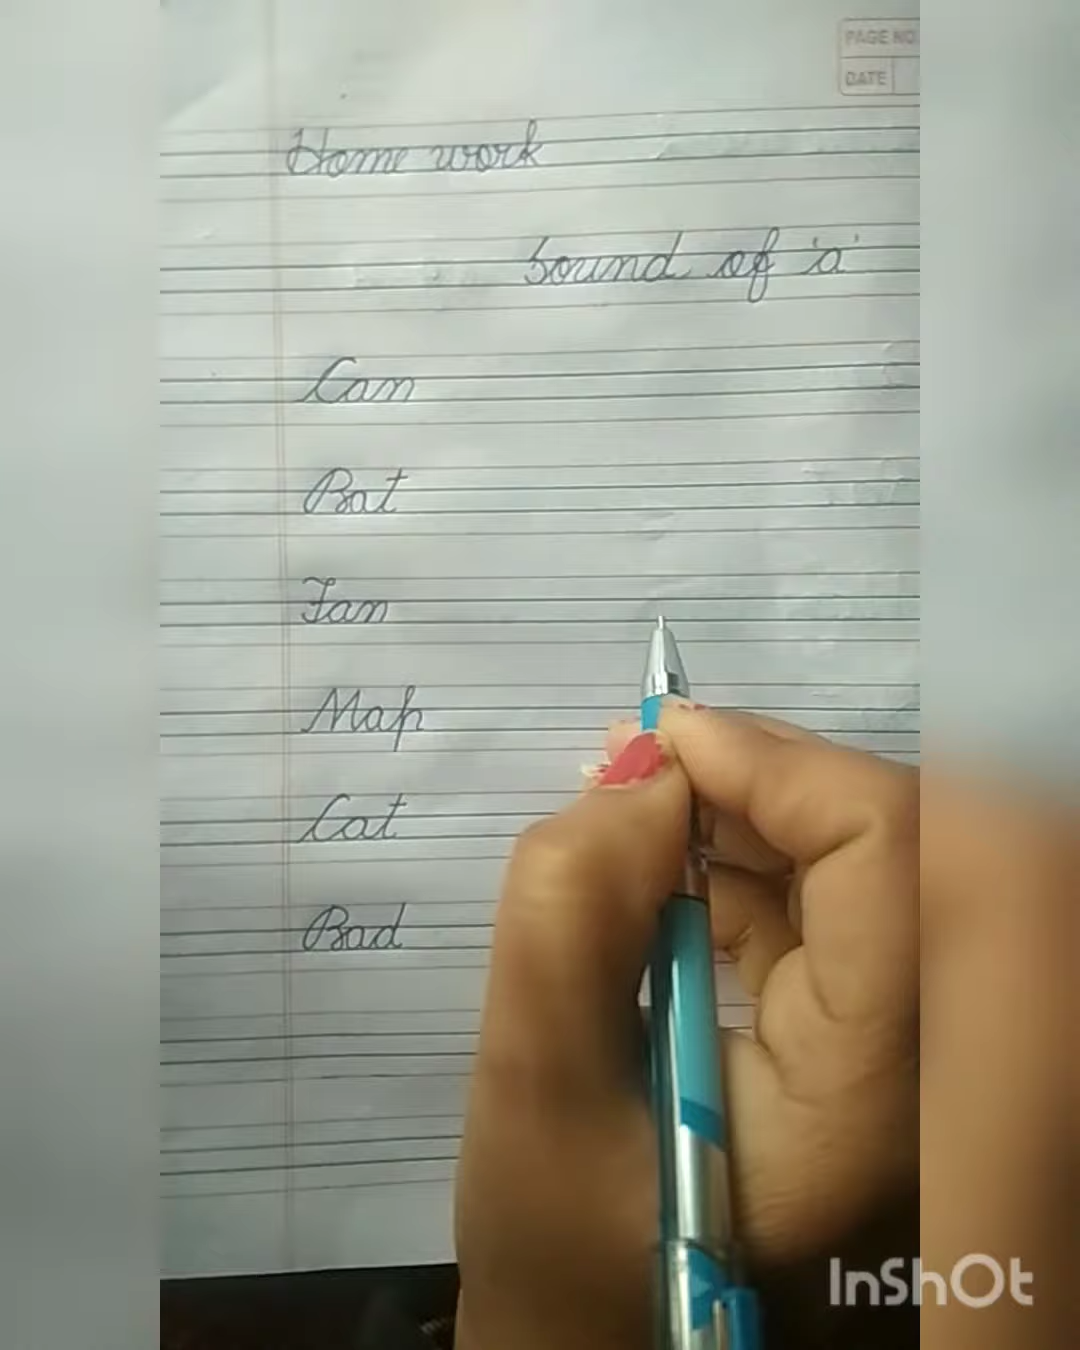 PAGE NO
DATE
Home work
Sound of 'a'
Can
Bat
Fan
Map
Cat
Bad
InShOt